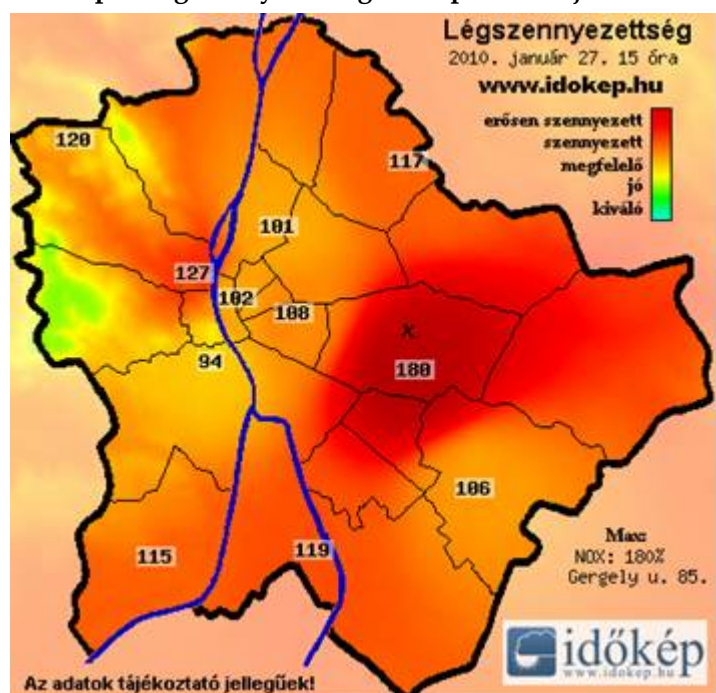 Légszennyezettség
2010. január 27. 15 óra
www.idokep.hu
erősen szennyezett
szennyezett
megfelelő
jó
kiváló
120
117
101
127
102
108
94
X
180
106
115
119
Max:
NOX: 180%
Gergely u. 85.
időkép
www.idokep.hu
Az adatok tájékoztató jellegűek!